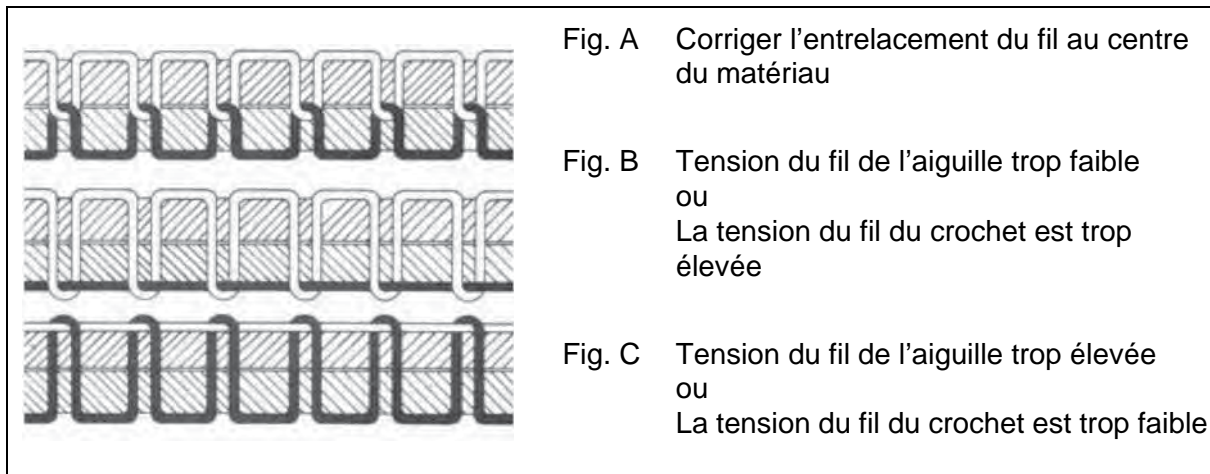 Fig. A Corriger l’entrelacement du fil au centre
du matériau
Fig. B Tension du fil de l’aiguille trop faible
ou
La tension du fil du crochet est trop
élevée
Fig. C Tension du fil de l’aiguille trop élevée
ou
La tension du fil du crochet est trop faible